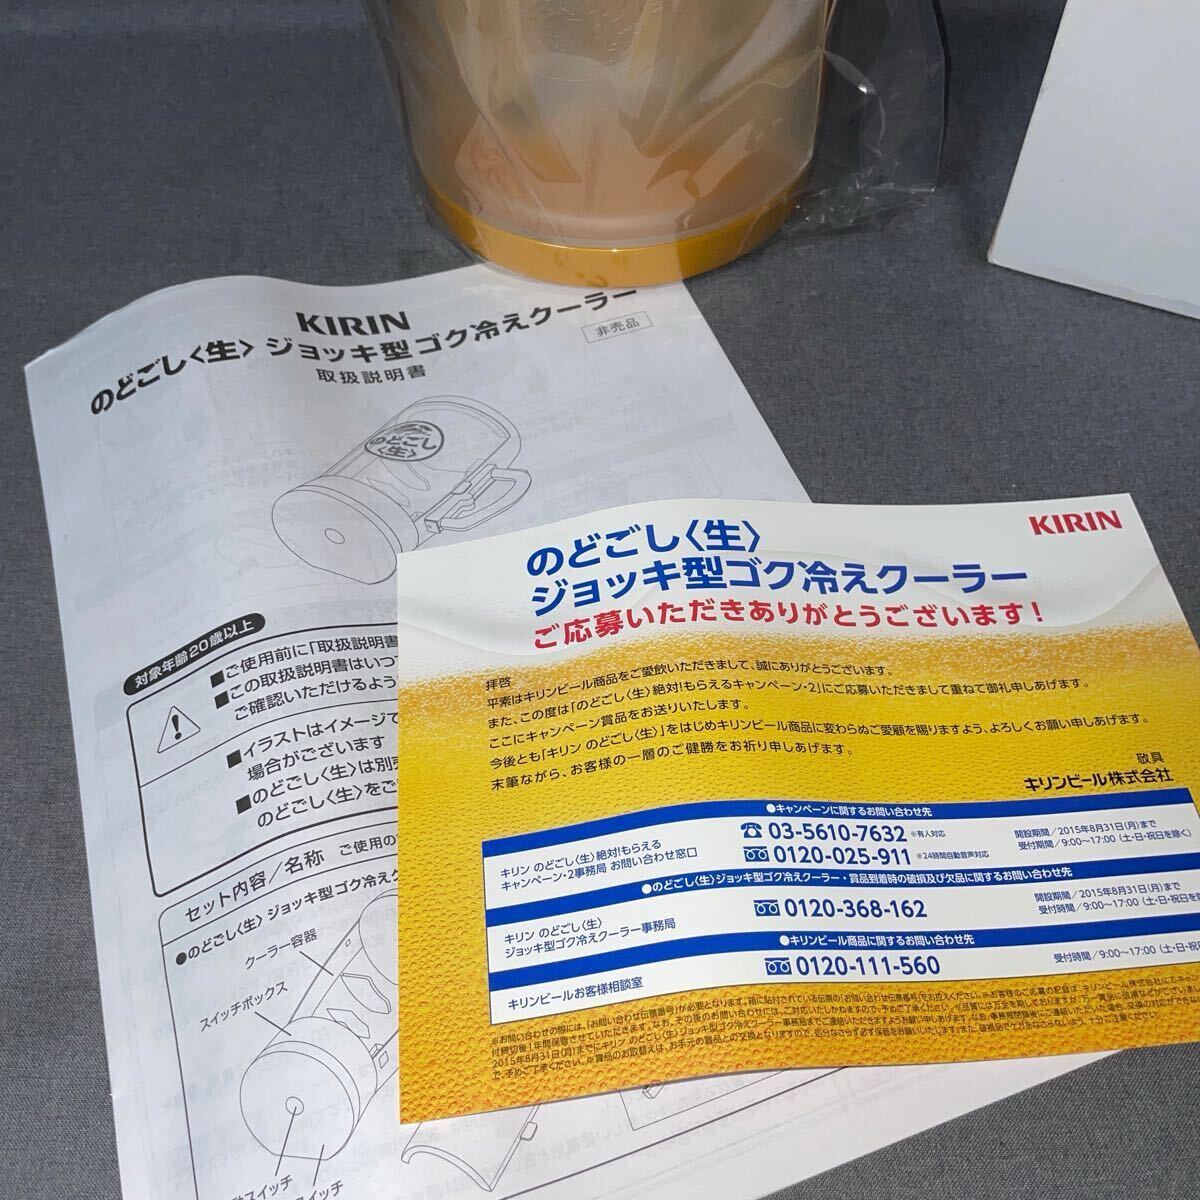 KIRIN
のどごし〈生〉 ジョッキ型ゴク冷えクーラー
非売品
取扱説明書
のどごし
〈生〉
対象年齢20歳以上
■ご使用前に「取扱説明書
■この取扱説明書はいつ
ご確認いただけるよう
■イラストはイメージで
場合がございます
■のどごし〈生〉は別売
のどごし〈生〉をご
セット内容/名称 ご使用の
●のどごし〈生〉 ジョッキ型ゴク冷え
クーラー容器
スイッチボックス
スイッチ
スイッチ
KIRIN
のどごし〈生〉
ジョッキ型ゴク冷えクーラー
ご応募いただきありがとうございます!
拝啓
平素はキリンビール商品をご愛飲いただきまして、誠にありがとうございます。
また、この度は「のどごし〈生〉絶対!もらえるキャンペーン・2」にご応募いただきまして重ねて御礼申しあげます。
ここにキャンペーン賞品をお送りいたします。
今後とも「キリン のどごし〈生〉」をはじめキリンビール商品に変わらぬご愛顧を賜りますよう、よろしくお願い申しあげます。
末筆ながら、お客様の一層のご健勝をお祈り申しあげます。
敬具
キリンビール株式会社
●キャンペーンに関するお問い合わせ先
キリン のどごし〈生〉絶対!もらえる
キャンペーン・2事務局 お問い合わせ窓口
03-5610-7632 ※有人対応
0120-025-911 ※24時間自動音声対応
開設期間/2015年8月31日(月)まで
受付時間/9:00～17:00 (土・日・祝日を除く)
●のどごし〈生〉ジョッキ型ゴク冷えクーラー・賞品到着時の破損及び欠品に関するお問い合わせ先
キリン のどごし〈生〉
ジョッキ型ゴク冷えクーラー事務局
0120-368-162
開設期間/2015年8月31日(月)まで
受付時間/9:00～17:00 (土・日・祝日を除
●キリンビール商品に関するお問い合わせ先
キリンビールお客様相談室
0120-111-560
受付時間/9:00～17:00 (土・日・祝